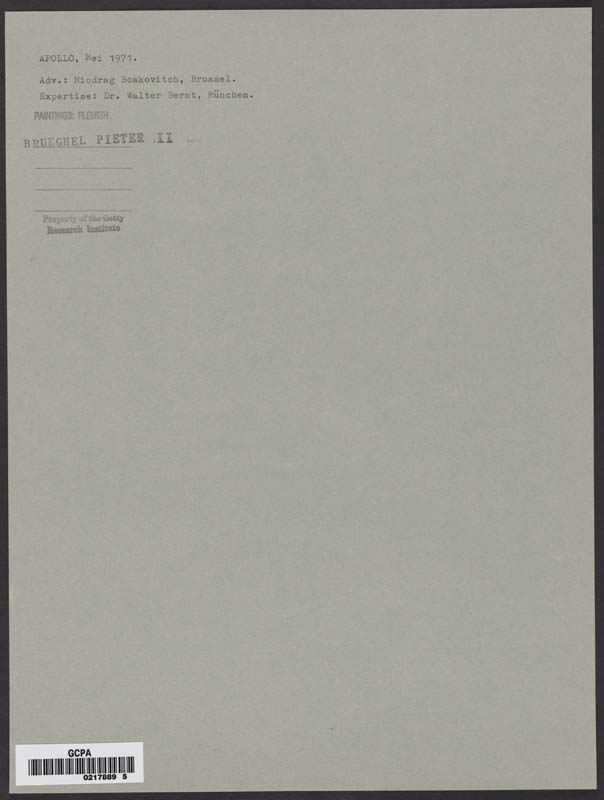 APOLLO, Mei 1971.
Adv.: Miodrag Boskovitch, Brussel.
Expertise: Dr. Walter Bernt, München.
PAINTINGS: FLEMISH
BRUEGHEL PIETER II
Property of the Getty
Research Institute
GCPA
0217889 5